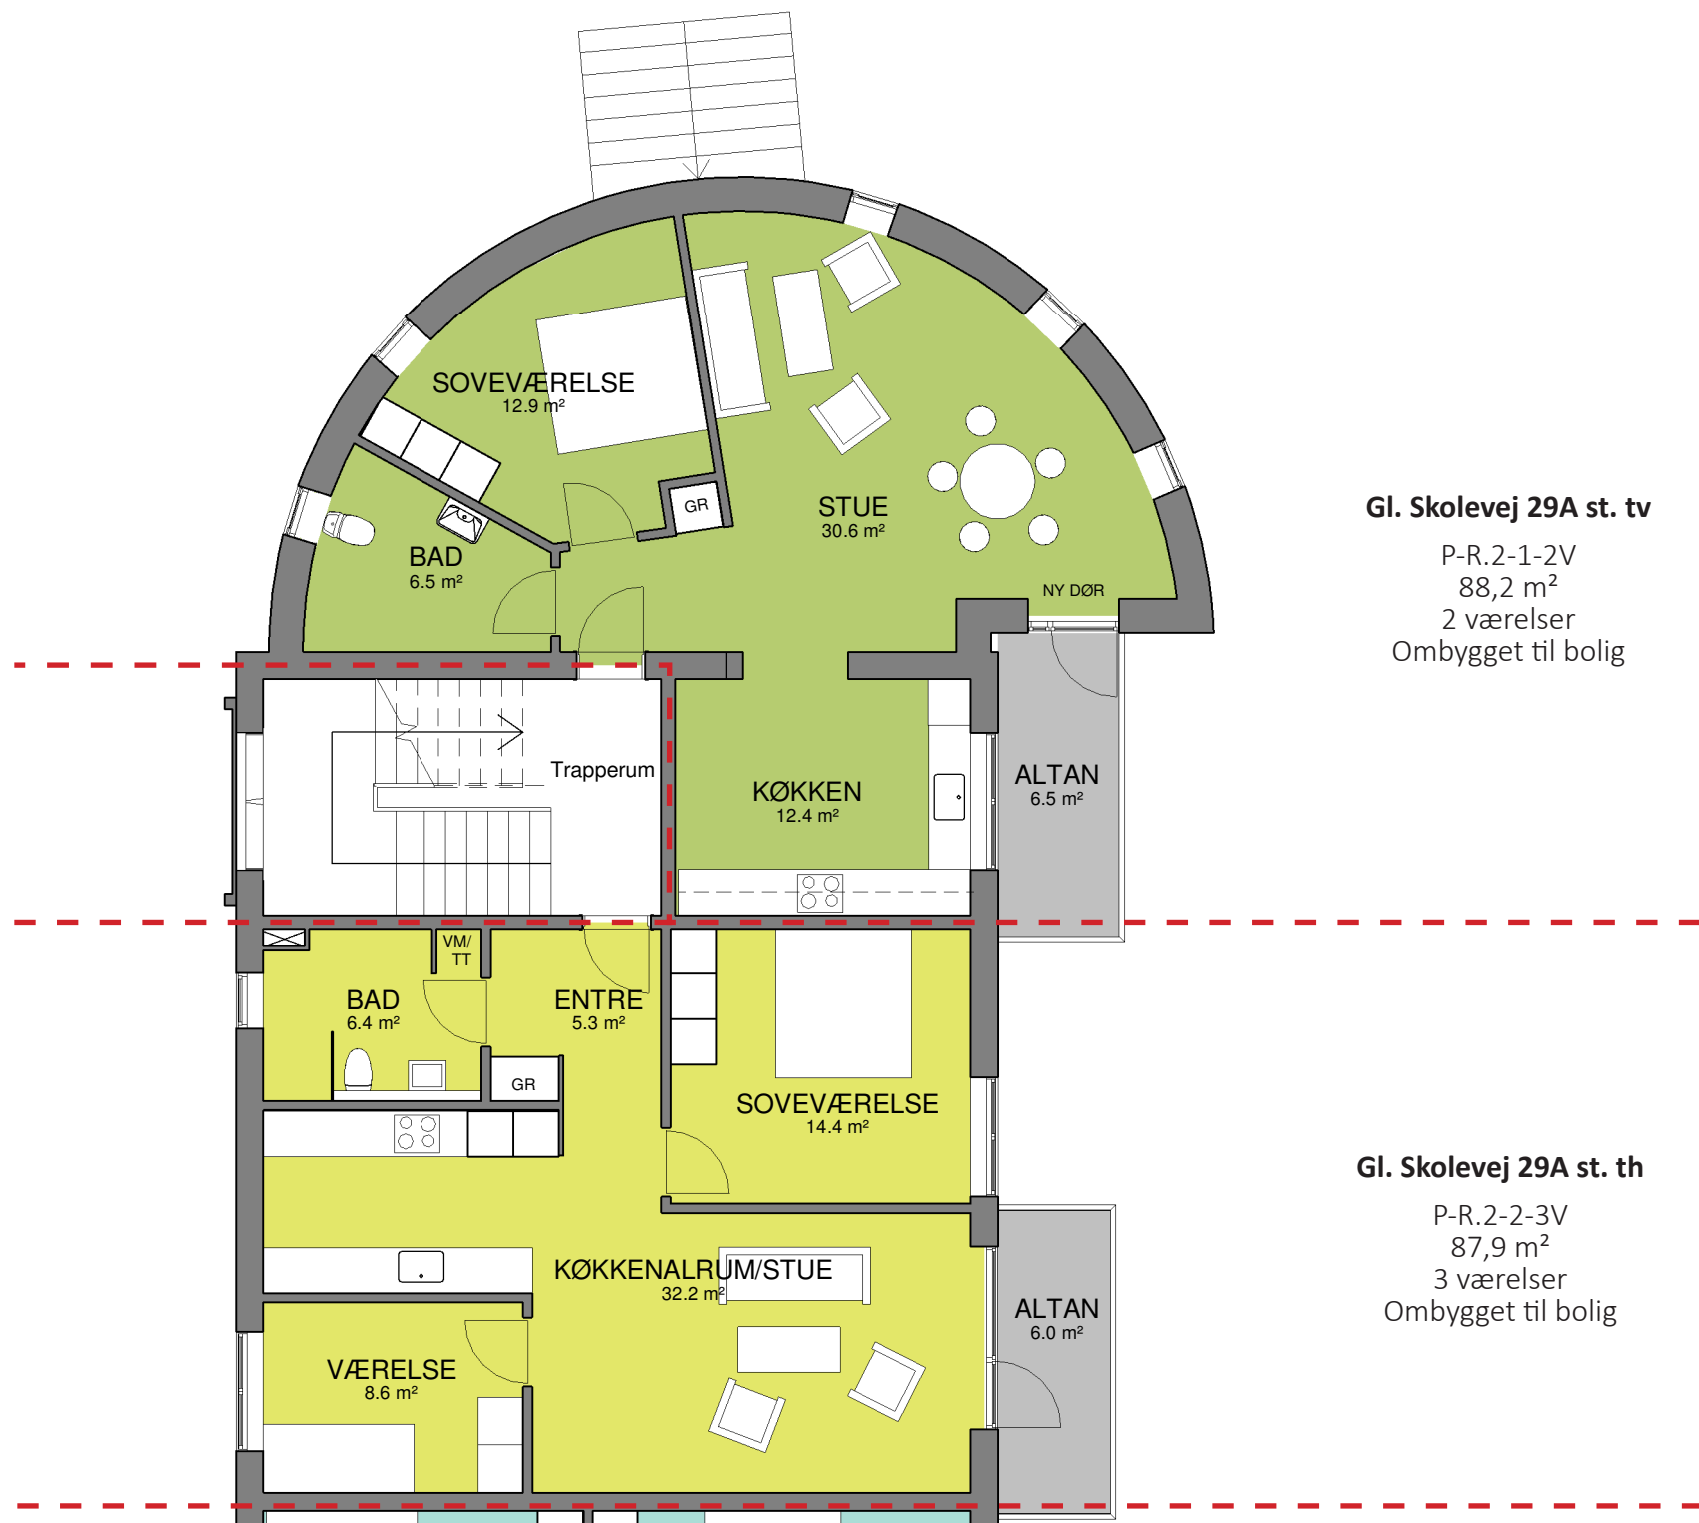 SOVEVÆRELSE
12.9 m²
GR
STUE
30.6 m²
BAD
6.5 m²
NY DØR
Gl. Skolevej 29A st. tv
P-R.2-1-2V
88,2 m²
2 værelser
Ombygget til bolig
Trapperum
KØKKEN
12.4 m²
ALTAN
6.5 m²
VM/
TT
BAD
6.4 m²
ENTRE
5.3 m²
GR
SOVEVÆRELSE
14.4 m²
Gl. Skolevej 29A st. th
P-R.2-2-3V
87,9 m²
3 værelser
Ombygget til bolig
KØKKENALRUM/STUE
32.2 m²
ALTAN
6.0 m²
VÆRELSE
8.6 m²